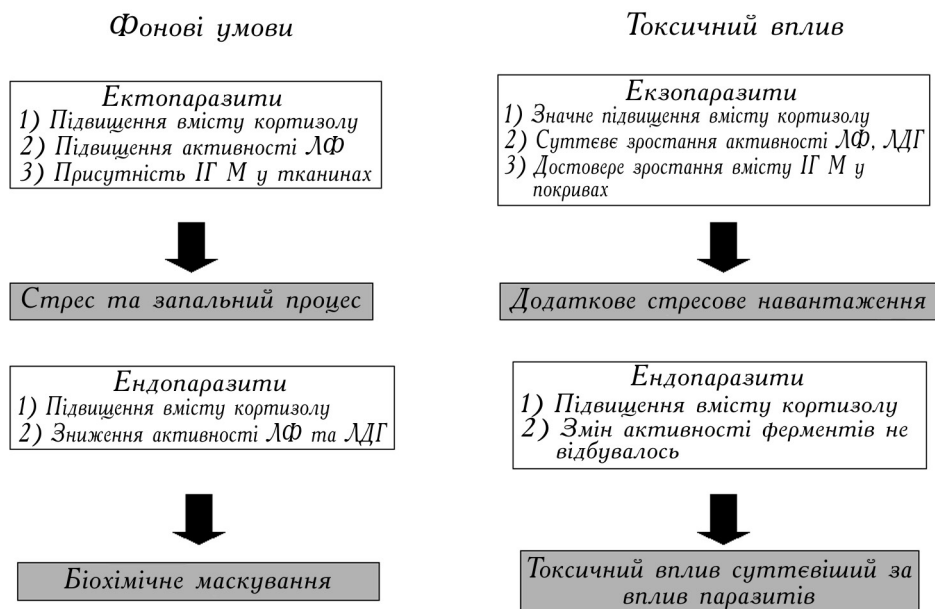 Фонові умови
Ектопаразити
1) Підвищення вмісту кортизолу
2) Підвищення активності ЛФ
3) Присутність ІГ М у тканинах
Стрес та запальний процес
Ендопаразити
1) Підвищення вмісту кортизолу
2) Зниження активності ЛФ та ЛДГ
Біохімічне маскування
Токсичний вплив
Екзопаразити
1) Значне підвищення вмісту кортизолу
2) Суттєвє зростання активності ЛФ, ЛДГ
3) Достовере зростання вмісту ІГ М у
покривах
Додаткове стресове навантаження
Ендопаразити
1) Підвищення вмісту кортизолу
2) Змін активності ферментів не
відбувалось
Токсичний вплив суттєвіший за
вплив паразитів